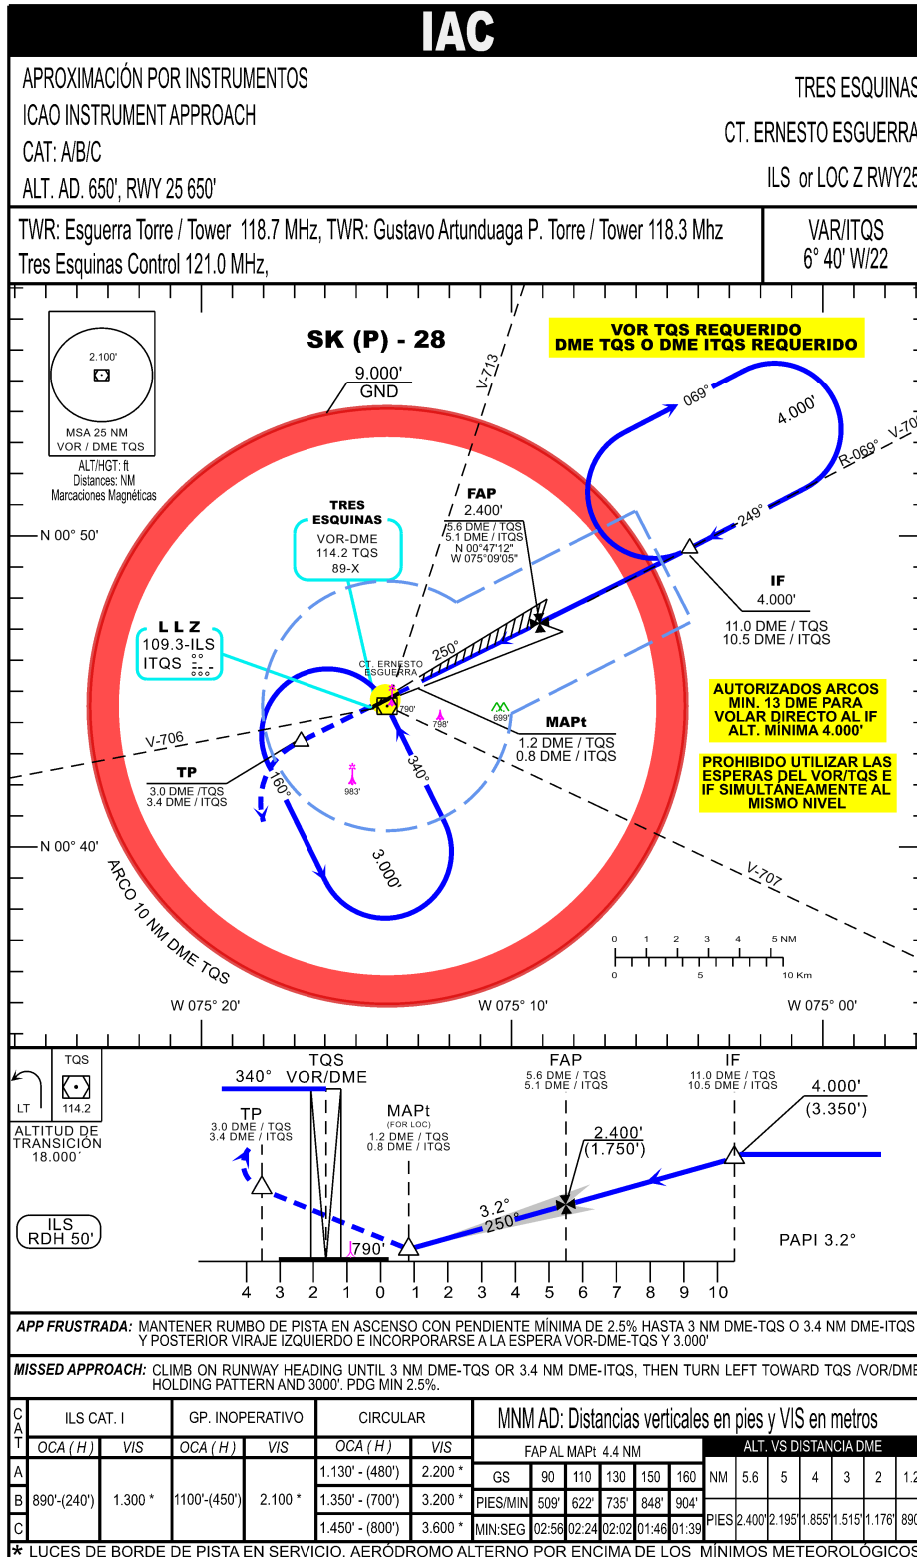 IAC
APROXIMACIÓN POR INSTRUMENTOS
ICAO INSTRUMENT APPROACH
CAT: A/B/C
ALT. AD. 650', RWY 25 650'
TRES ESQUINAS
CT. ERNESTO ESGUERRA
ILS or LOC Z RWY25
TWR: Esguerra Torre / Tower 118.7 MHz, TWR: Gustavo Artunduaga P. Torre / Tower 118.3 Mhz
Tres Esquinas Control 121.0 MHz,
VAR/ITQS
6° 40' W/22
2.100'
MSA 25 NM
VOR / DME TQS
ALT/HGT: ft
Distances: NM
Marcaciones Magnéticas
SK (P) - 28
9.000'
GND
V-713
VOR TQS REQUERIDO
DME TQS O DME ITQS REQUERIDO
069°
4.000'
R-069°
V-70
249°
N 00° 50'
TRES
ESQUINAS
VOR-DME
114.2 TQS
89-X
FAP
2.400'
5.6 DME / TQS
5.1 DME / ITQS
N 00°47'12"
W 075°09'05"
IF
4.000'
11.0 DME / TQS
10.5 DME / ITQS
L L Z
109.3-ILS
ITQS
250°
CT. ERNESTO
ESGUERRA
790'
798'
699'
MAPt
1.2 DME / TQS
0.8 DME / ITQS
AUTORIZADOS ARCOS
MIN. 13 DME PARA
VOLAR DIRECTO AL IF
ALT. MINIMA 4.000'
PROHIBIDO UTILIZAR LAS
ESPERAS DEL VOR/TQS E
IF SIMULTÁNEAMENTE AL
MISMO NIVEL
V-706
TP
3.0 DME /TQS
3.4 DME / ITQS
160°
340°
983'
3.000'
N 00° 40'
V-707
ARCO 10 NM DME TQS
0 1 2 3 4 5 NM
0 5 10 Km
W 075° 20'
W 075° 10'
W 075° 00'
LT
TQS
114.2
ALTITUD DE
TRANSICIÓN
18.000´
ILS
RDH 50'
340°
TQS
VOR/DME
TP
3.0 DME / TQS
3.4 DME / ITQS
MAPt
(FOR LOC)
1.2 DME / TQS
0.8 DME / ITQS
FAP
5.6 DME / TQS
5.1 DME / ITQS
IF
11.0 DME / TQS
10.5 DME / ITQS
4.000'
(3.350')
2.400'
(1.750')
3.2°
250°
790'
PAPI 3.2°
4 3 2 1 0 1 2 3 4 5 6 7 8 9 10
APP FRUSTRADA: MANTENER RUMBO DE PISTA EN ASCENSO CON PENDIENTE MÍNIMA DE 2.5% HASTA 3 NM DME-TQS O 3.4 NM DME-ITQS
Y POSTERIOR VIRAJE IZQUIERDO E INCORPORARSE A LA ESPERA VOR-DME-TQS Y 3.000'
MISSED APPROACH: CLIMB ON RUNWAY HEADING UNTIL 3 NM DME-TQS OR 3.4 NM DME-ITQS, THEN TURN LEFT TOWARD TQS /VOR/DME
HOLDING PATTERN AND 3000'. PDG MIN 2.5%.
CAT ILS CAT. I GP. INOPERATIVO CIRCULAR
OCA ( H ) VIS OCA ( H ) VIS OCA ( H ) VIS
A 1.130' - (480') 2.200 *
B 890'-(240') 1.300 * 1100'-(450') 2.100 * 1.350' - (700') 3.200 *
C 1.450' - (800') 3.600 *
MNM AD: Distancias verticales en pies y VIS en metros
FAP AL MAPt 4.4 NM
GS 90 110 130 150 160
PIES/MIN 509' 622' 735' 848' 904'
MIN:SEG 02:56 02:24 02:02 01:46 01:39
ALT. VS DISTANCIA DME
NM 5.6 5 4 3 2 1.2
PIES 2.400' 2.195' 1.855' 1.515' 1.176' 890
* LUCES DE BORDE DE PISTA EN SERVICIO. AERÓDROMO ALTERNO POR ENCIMA DE LOS MÍNIMOS METEOROLÓGICOS